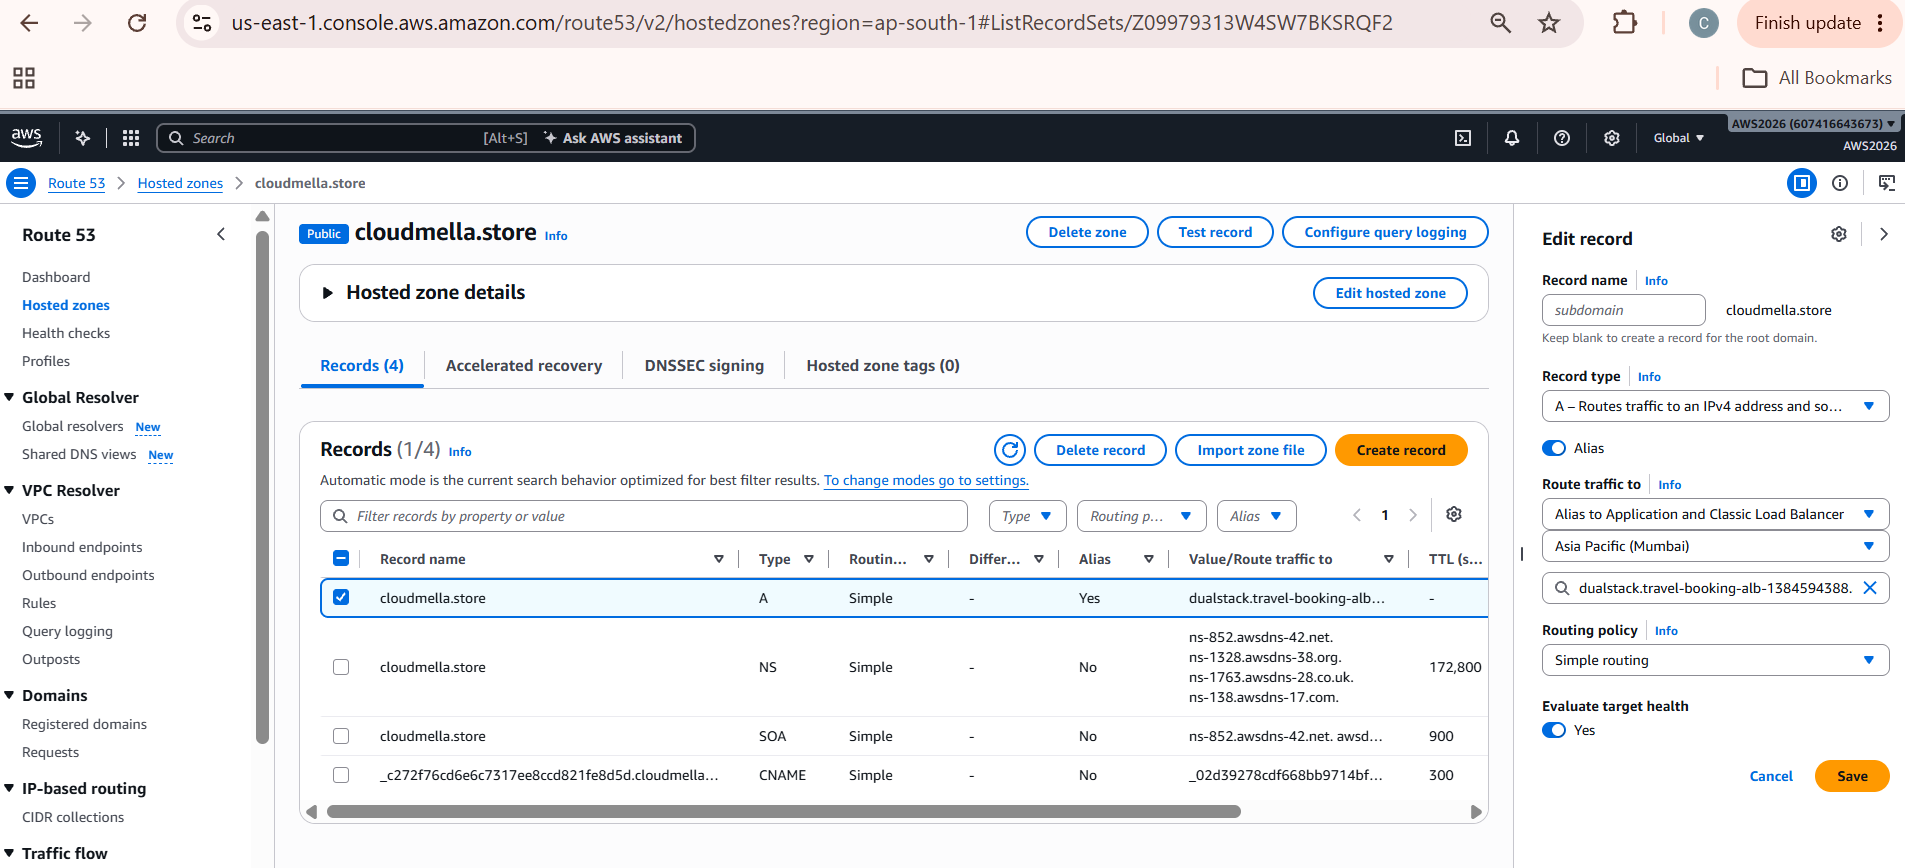 us-east-1.console.aws.amazon.com/route53/v2/hostedzones?region=ap-south-1#ListRecordSets/Z09979313W4SW7BKSRQF2
C
Finish update
All Bookmarks
aws
Search
[Alt+S]
Ask AWS assistant
Global
AWS2026 (607416643673)
AWS2026
Route 53
Hosted zones
cloudmella.store
Route 53
Dashboard
Hosted zones
Health checks
Profiles
Global Resolver
Global resolvers New
Shared DNS views New
VPC Resolver
VPCs
Inbound endpoints
Outbound endpoints
Rules
Query logging
Outposts
Domains
Registered domains
Requests
IP-based routing
CIDR collections
Traffic flow
Public cloudmella.store Info
Delete zone
Test record
Configure query logging
Hosted zone details
Edit hosted zone
Records (4)
Accelerated recovery
DNSSEC signing
Hosted zone tags (0)
Records (1/4) Info
Delete record
Import zone file
Create record
Automatic mode is the current search behavior optimized for best filter results. To change modes go to settings.
Filter records by property or value
Type
Routing p...
Alias
1
Record name Type Routin... Differ... Alias Value/Route traffic to TTL (s...
cloudmella.store A Simple - Yes dualstack.travel-booking-alb... -
cloudmella.store NS Simple - No ns-852.awsdns-42.net. 172,800
ns-1328.awsdns-38.org.
ns-1763.awsdns-28.co.uk.
ns-138.awsdns-17.com.
cloudmella.store SOA Simple - No ns-852.awsdns-42.net. awsd... 900
_c272f76cd6e6c7317ee8ccd821fe8d5d.cloudmella... CNAME Simple - No _02d39278cdf668bb9714bf... 300
Edit record
Record name Info
subdomain
cloudmella.store
Keep blank to create a record for the root domain.
Record type Info
A – Routes traffic to an IPv4 address and so...
Alias
Route traffic to Info
Alias to Application and Classic Load Balancer
Asia Pacific (Mumbai)
dualstack.travel-booking-alb-1384594388.
Routing policy Info
Simple routing
Evaluate target health
Yes
Cancel
Save